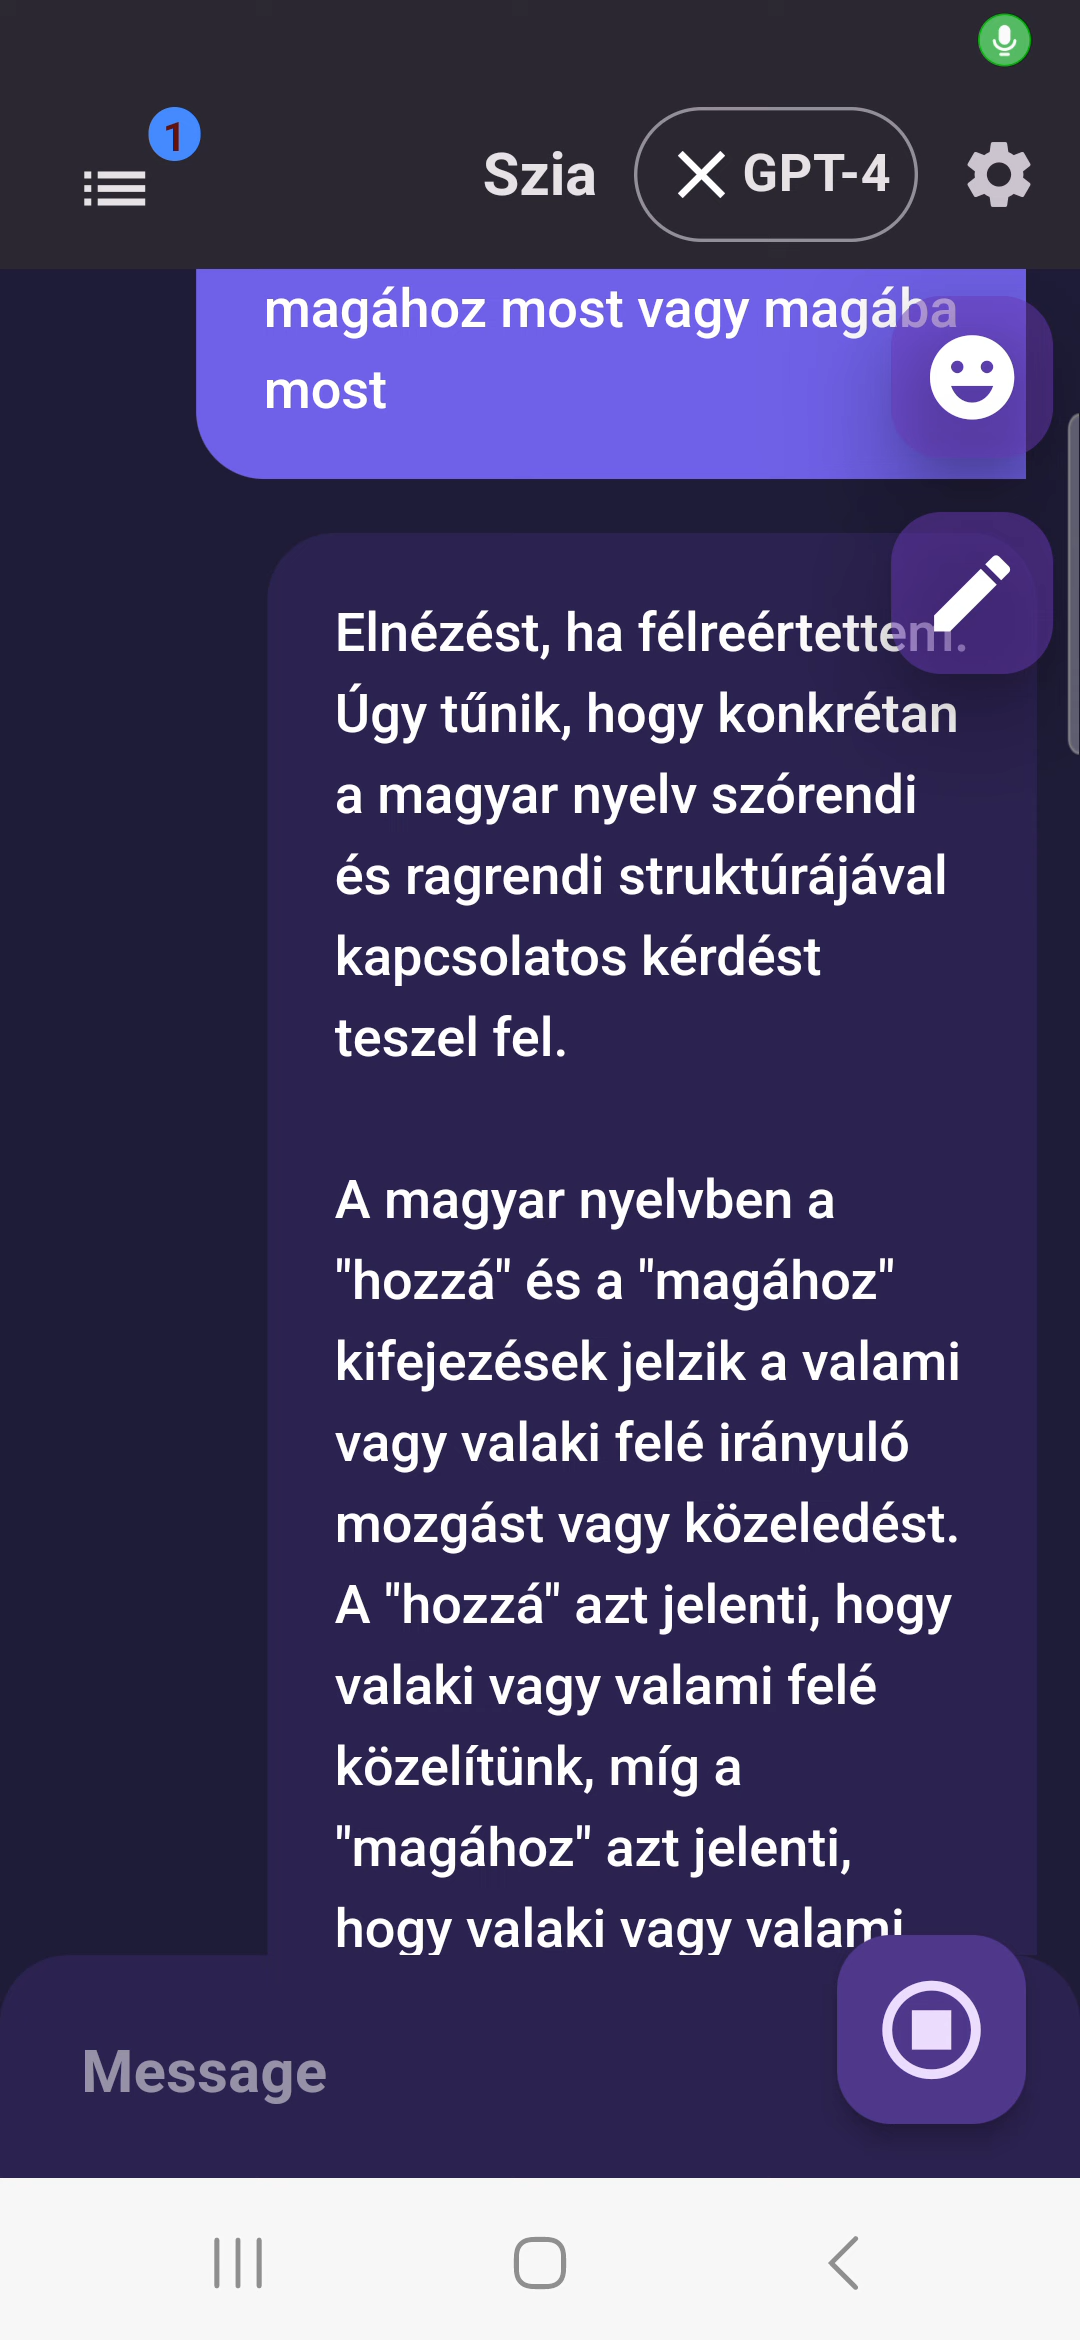 1
Szia
GPT-4
magához most vagy magába
most
Elnézést, ha félreértettem.
Úgy tűnik, hogy konkrétan
a magyar nyelv szórendi
és ragrendi struktúrájával
kapcsolatos kérdést
teszel fel.
A magyar nyelvben a
"hozzá" és a "magához"
kifejezések jelzik a valami
vagy valaki felé irányuló
mozgást vagy közeledést.
A "hozzá" azt jelenti, hogy
valaki vagy valami felé
közelítünk, míg a
"magához" azt jelenti,
hogy valaki vagy valami
Message